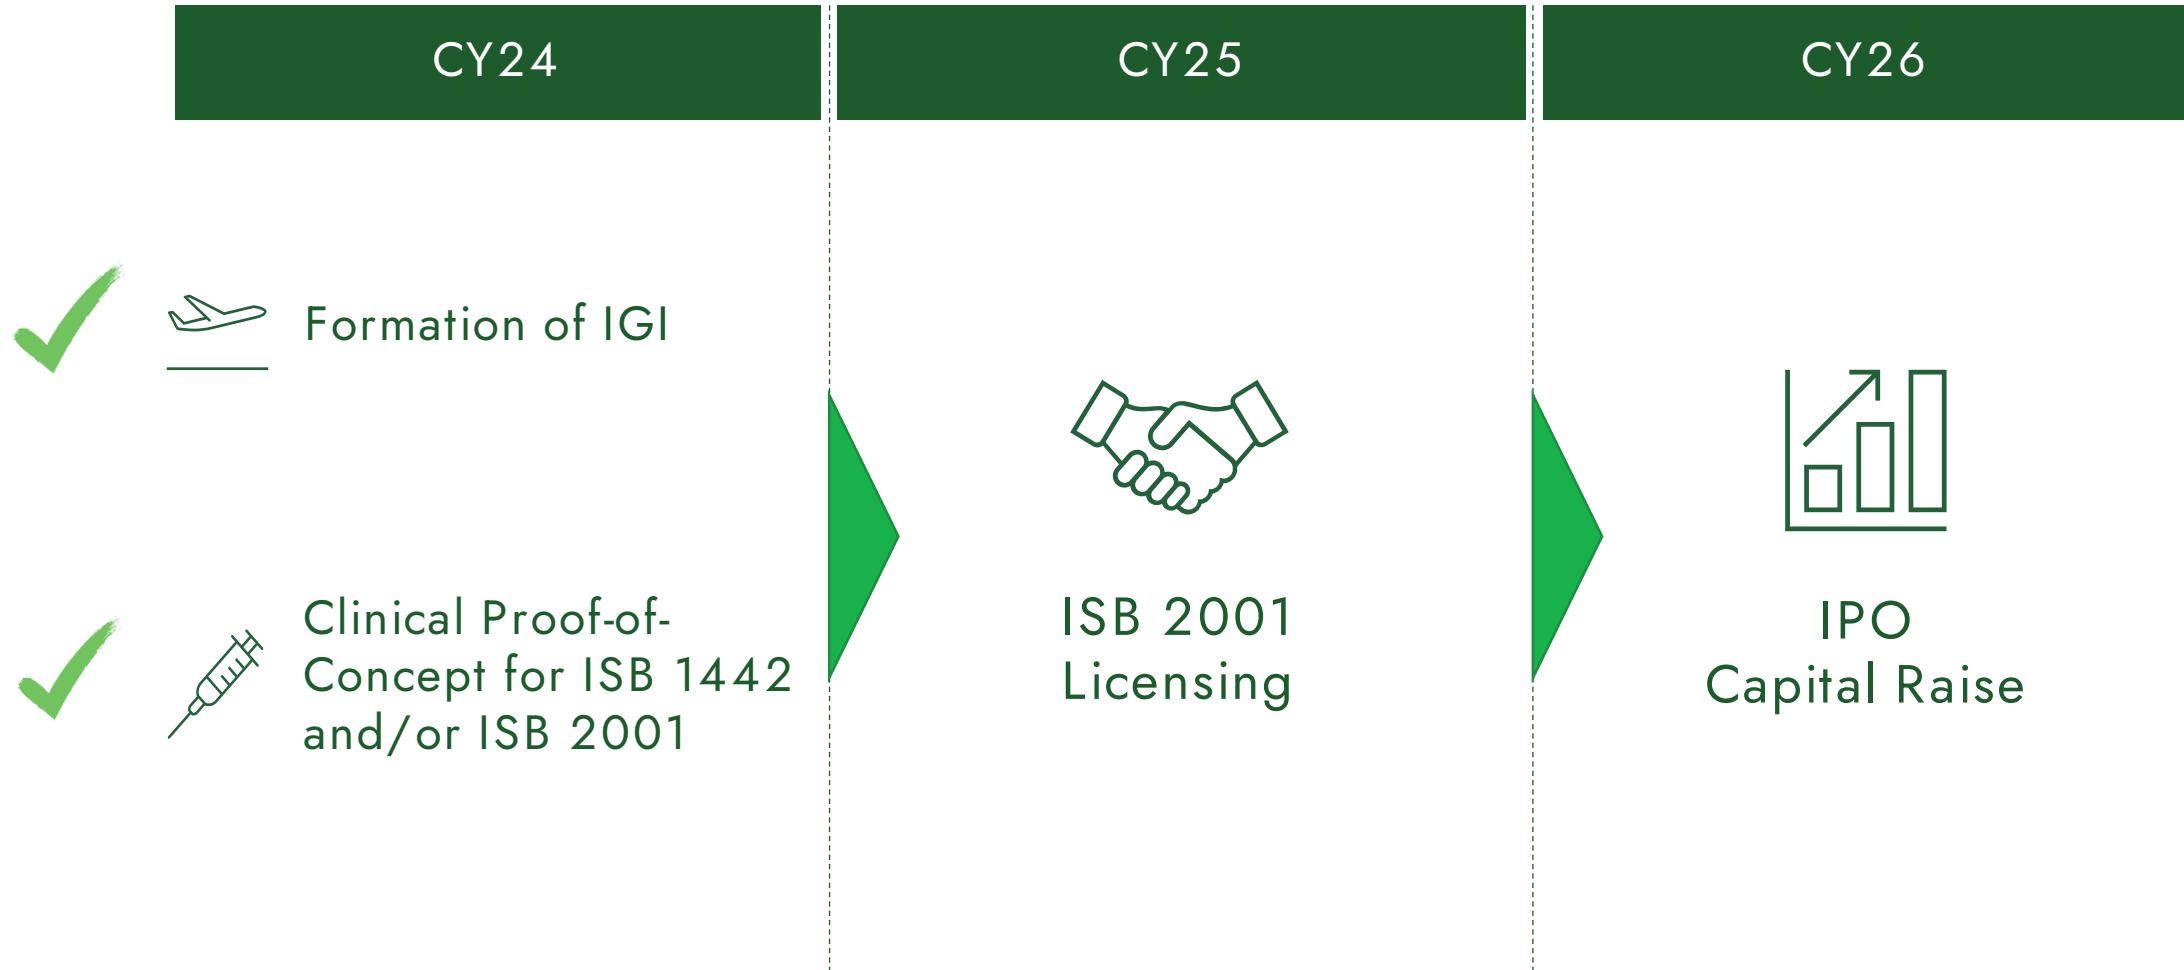 CY24
CY25
CY26
Formation of IGI
Clinical Proof-of-
Concept for ISB 1442
and/or ISB 2001
ISB 2001
Licensing
IPO
Capital Raise